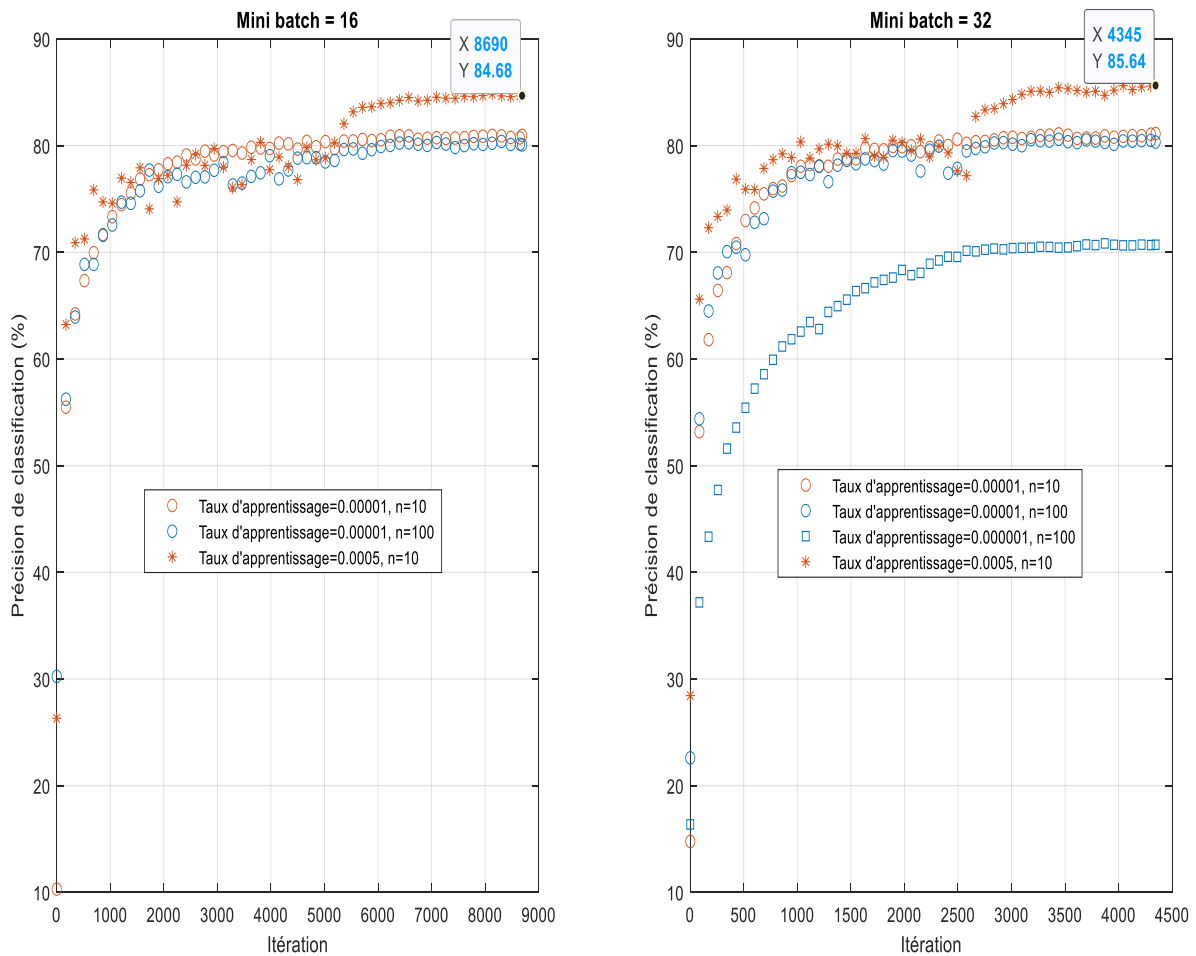 Mini batch = 16
X 8690
Y 84.68
90
80
70
60
50
40
30
20
10
Précision de classification (%)
Taux d'apprentissage=0.00001, n=10
Taux d'apprentissage=0.00001, n=100
Taux d'apprentissage=0.0005, n=10
0 1000 2000 3000 4000 5000 6000 7000 8000 9000
Itération
Mini batch = 32
X 4345
Y 85.64
90
80
70
60
50
40
30
20
10
Précision de classification (%)
Taux d'apprentissage=0.00001, n=10
Taux d'apprentissage=0.00001, n=100
Taux d'apprentissage=0.000001, n=100
Taux d'apprentissage=0.0005, n=10
0 500 1000 1500 2000 2500 3000 3500 4000 4500
Itération